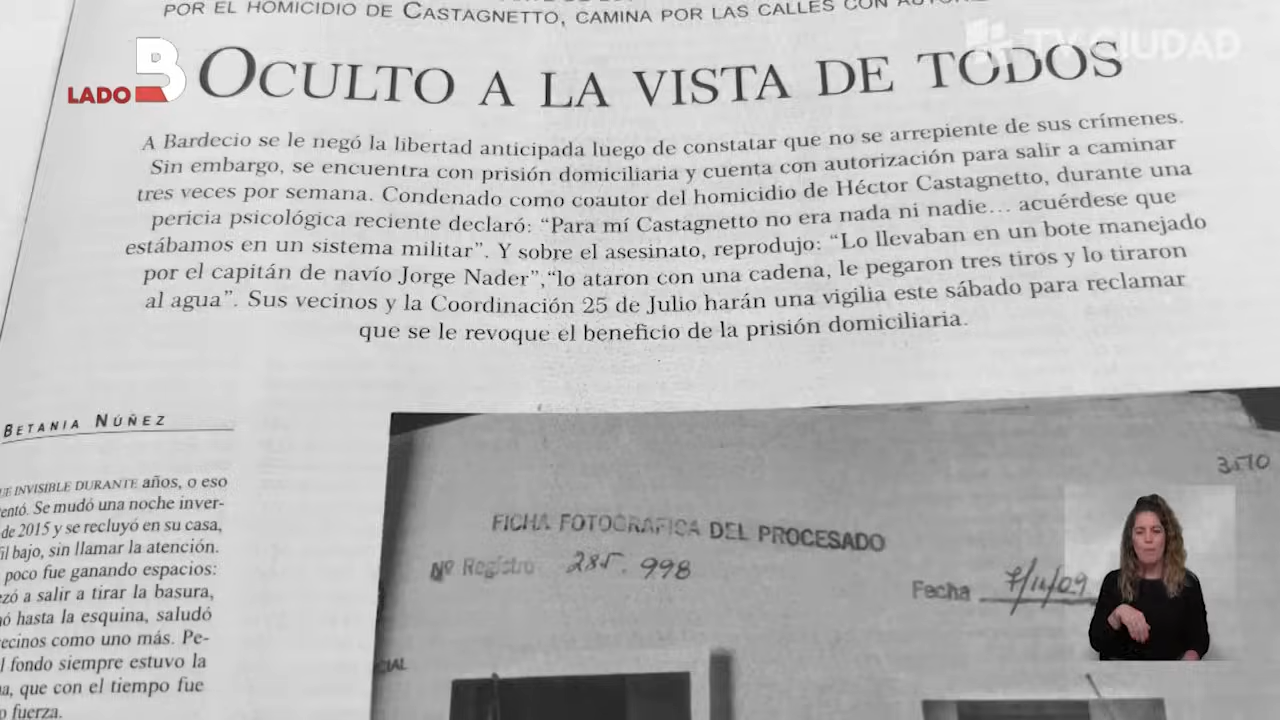 POR EL HOMICIDIO DE CASTAGNETTO, CAMINA POR LAS CALLES CON
TV CIUDAD
LADO B
OCULTO A LA VISTA DE TODOS
A Bardecio se le negó la libertad anticipada luego de constatar que no se arrepiente de sus crímenes.
Sin embargo, se encuentra con prisión domiciliaria y cuenta con autorización para salir a caminar
tres veces por semana. Condenado como coautor del homicidio de Héctor Castagnetto, durante una
pericia psicológica reciente declaró: “Para mí Castagnetto no era nada ni nadie… acuérdese que
estábamos en un sistema militar”. Y sobre el asesinato, reprodujo: “Lo llevaban en un bote manejado
por el capitán de navío Jorge Nader”,“lo ataron con una cadena, le pegaron tres tiros y lo tiraron
al agua”. Sus vecinos y la Coordinación 25 de Julio harán una vigilia este sábado para reclamar
que se le revoque el beneficio de la prisión domiciliaria.
BETANIA NÚÑEZ
INVISIBLE DURANTE años, o eso
entó. Se mudó una noche inver-
de 2015 y se recluyó en su casa,
il bajo, sin llamar la atención.
poco fue ganando espacios:
zó a salir a tirar la basura,
ó hasta la esquina, saludó
ecinos como uno más. Pe-
l fondo siempre estuvo la
a, que con el tiempo fue
fuerza.
3570
FICHA FOTOGRAFICA DEL PROCESADO
Nº Registro 285.998
Fecha 7/11/09
CIAL